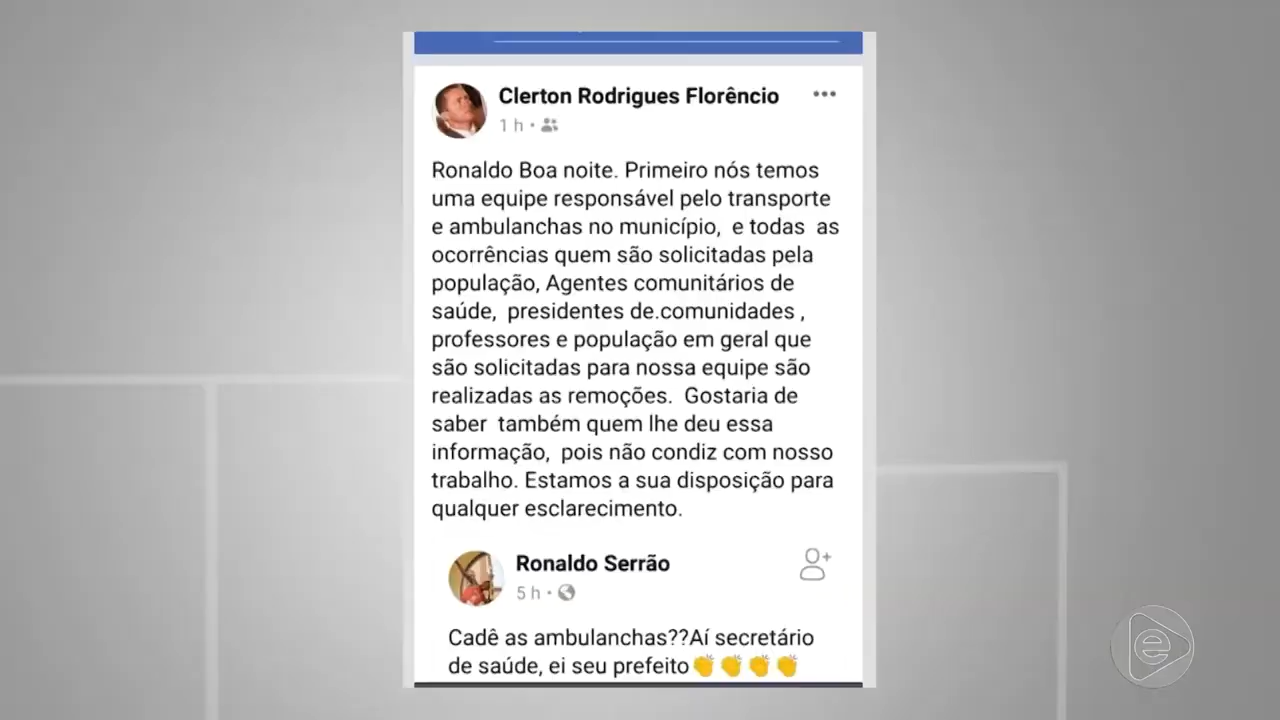 Clerton Rodrigues Florêncio
1 h •
Ronaldo Boa noite. Primeiro nós temos
uma equipe responsável pelo transporte
e ambulanchas no município,  e todas  as
ocorrências quem são solicitadas pela
população, Agentes comunitários de
saúde,  presidentes de.comunidades ,
professores e população em geral que
são solicitadas para nossa equipe são
realizadas as remoções.  Gostaria de
saber  também quem lhe deu essa
informação,  pois não condiz com nosso
trabalho. Estamos a sua disposição para
qualquer esclarecimento.
Ronaldo Serrão
5 h •
Cadê as ambulanchas??Aí secretário
de saúde, ei seu prefeito👏👏👏👏
e